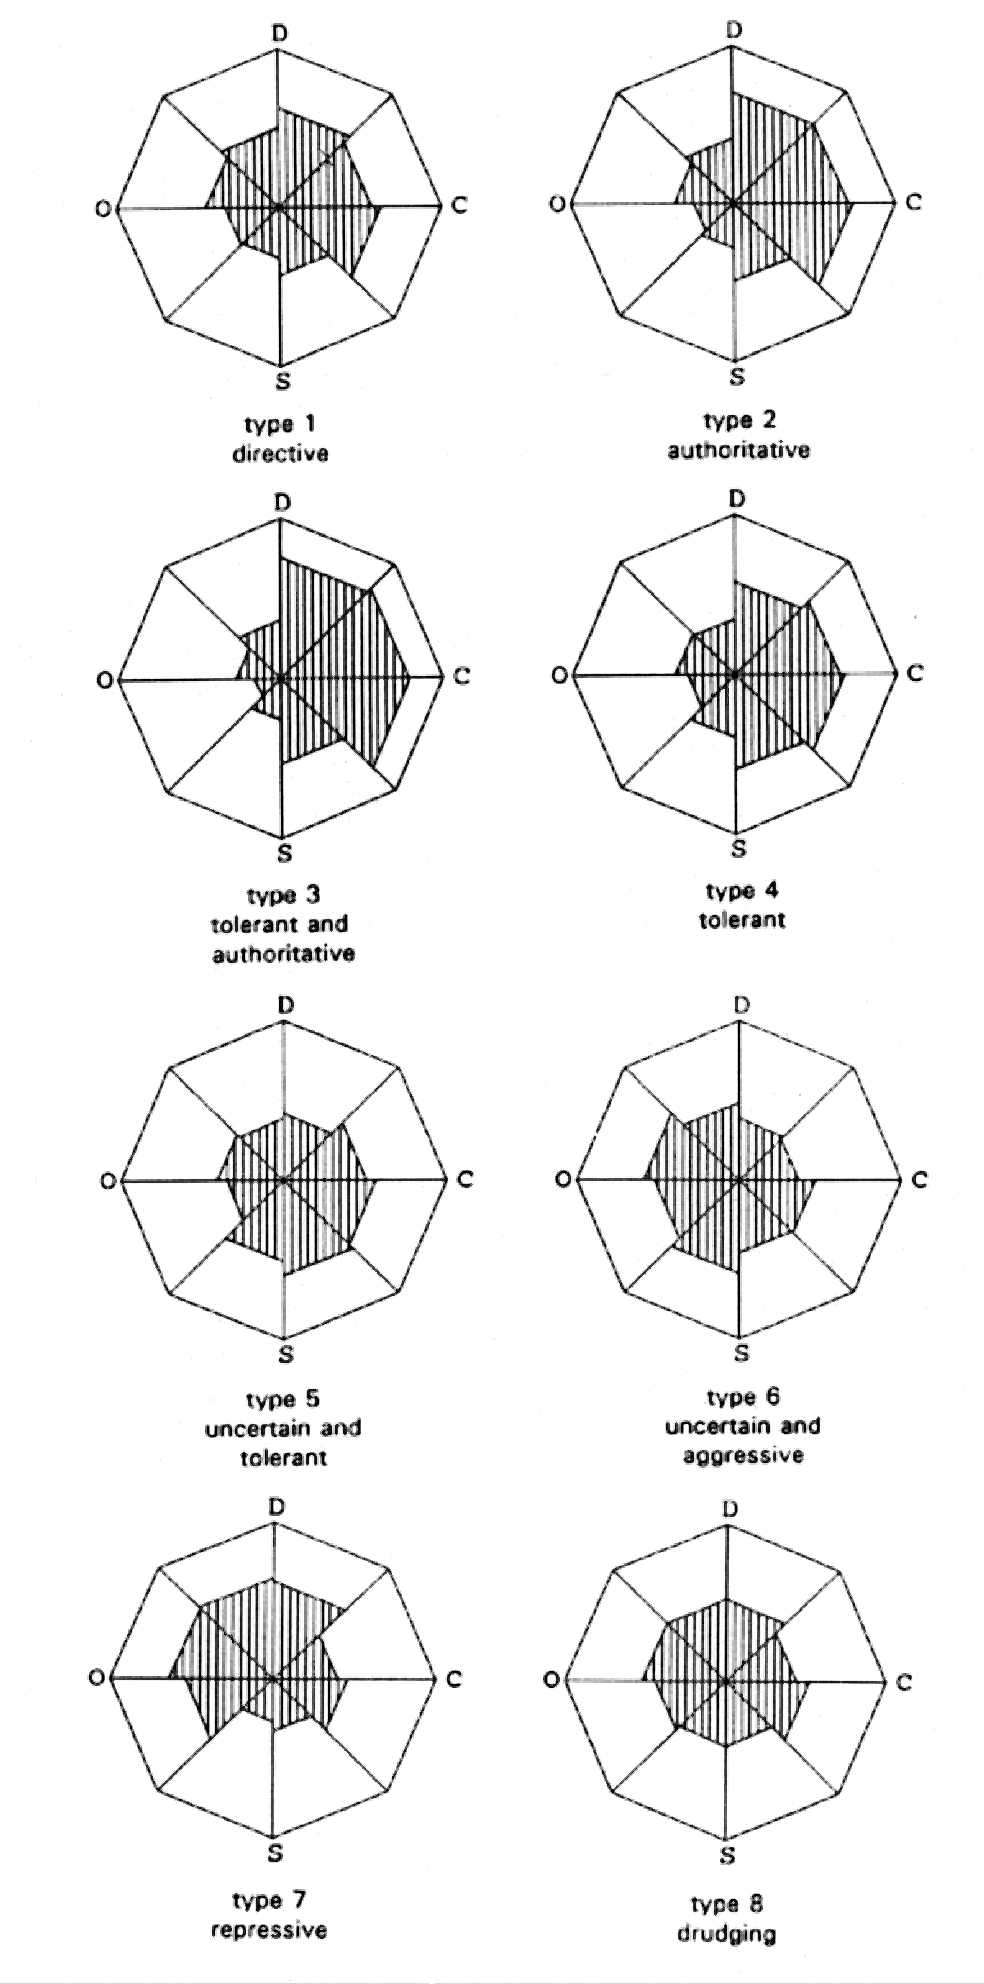 D
O C
S
type 1
directive
D
O C
S
type 2
authoritative
D
O C
S
type 3
tolerant and
authoritative
D
O C
S
type 4
tolerant
D
O C
S
type 5
uncertain and
tolerant
D
O C
S
type 6
uncertain and
aggressive
D
O C
S
type 7
repressive
D
O C
S
type 8
drudging